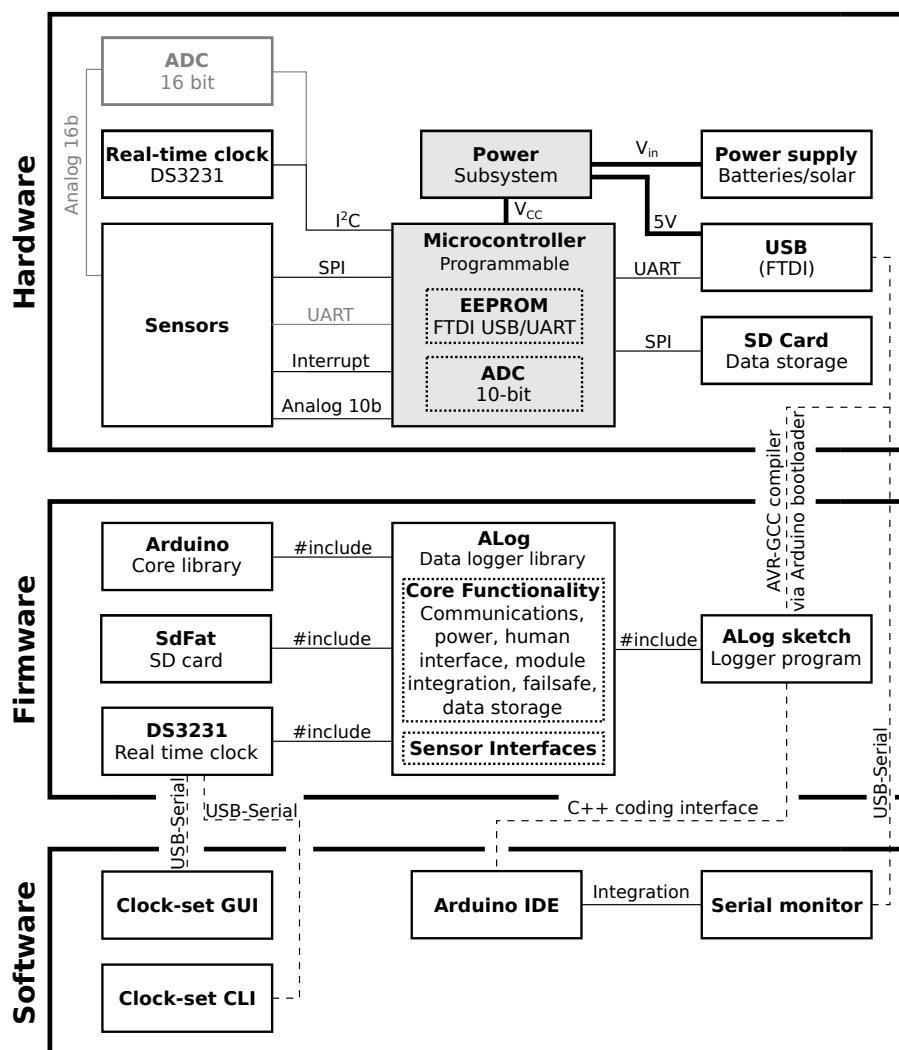 Hardware
ADC
16 bit
Analog 16b
Real-time clock
DS3231
Power
Subsystem
V_in
Power supply
Batteries/solar
V_CC
5V
I²C
Microcontroller
Programmable
USB
(FTDI)
SPI
UART
Sensors
UART
EEPROM
FTDI USB/UART
SPI
SD Card
Data storage
Interrupt
ADC
10-bit
Analog 10b
AVR-GCC compiler
via Arduino bootloader
Firmware
Arduino
Core library
#include
ALog
Data logger library
Core Functionality
Communications,
power, human
interface, module
integration, failsafe,
data storage
Sensor Interfaces
SdFat
SD card
#include
#include
ALog sketch
Logger program
DS3231
Real time clock
#include
USB-Serial
USB-Serial
C++ coding interface
USB-Serial
Software
Clock-set GUI
Arduino IDE
Integration
Serial monitor
Clock-set CLI